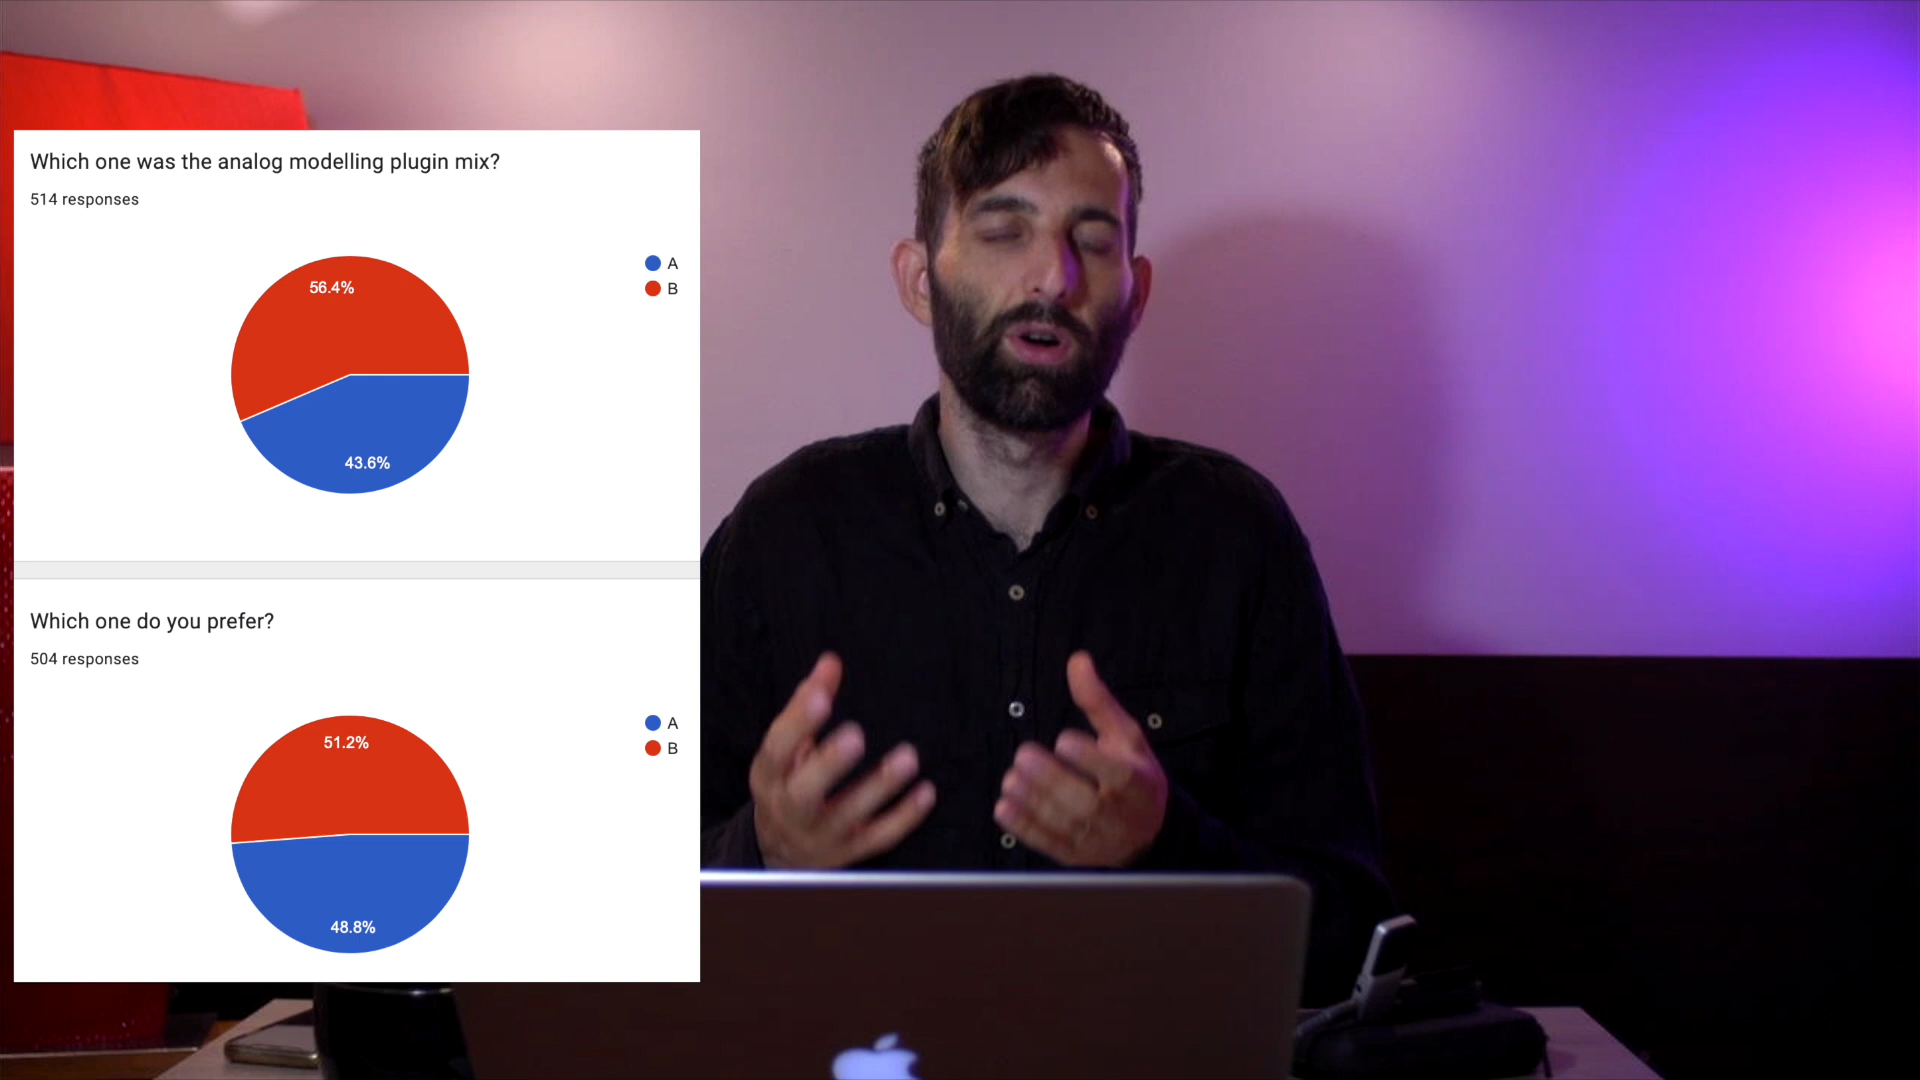 Which one was the analog modelling plugin mix?
514 responses
56.4%
43.6%
A
B
Which one do you prefer?
504 responses
51.2%
48.8%
A
B